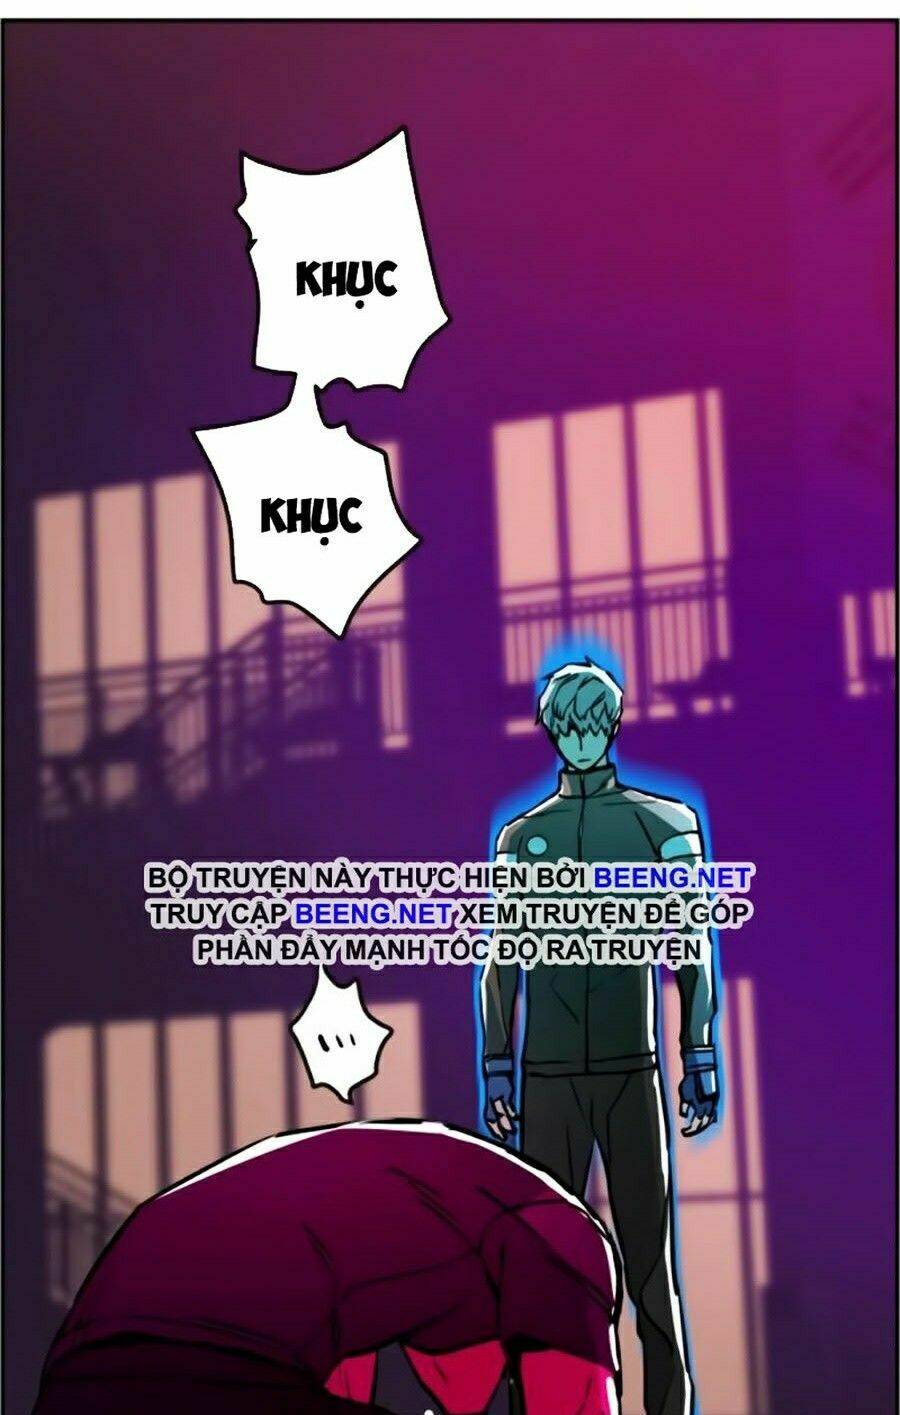 KHỤC
KHỤC
BỘ TRUYỆN NÀY THỰC HIỆN BỞI BEENG.NET
TRUY CẬP BEENG.NET XEM TRUYỆN ĐỂ GÓP
PHẦN ĐẨY MẠNH TỐC ĐỘ RA TRUYỆN
...